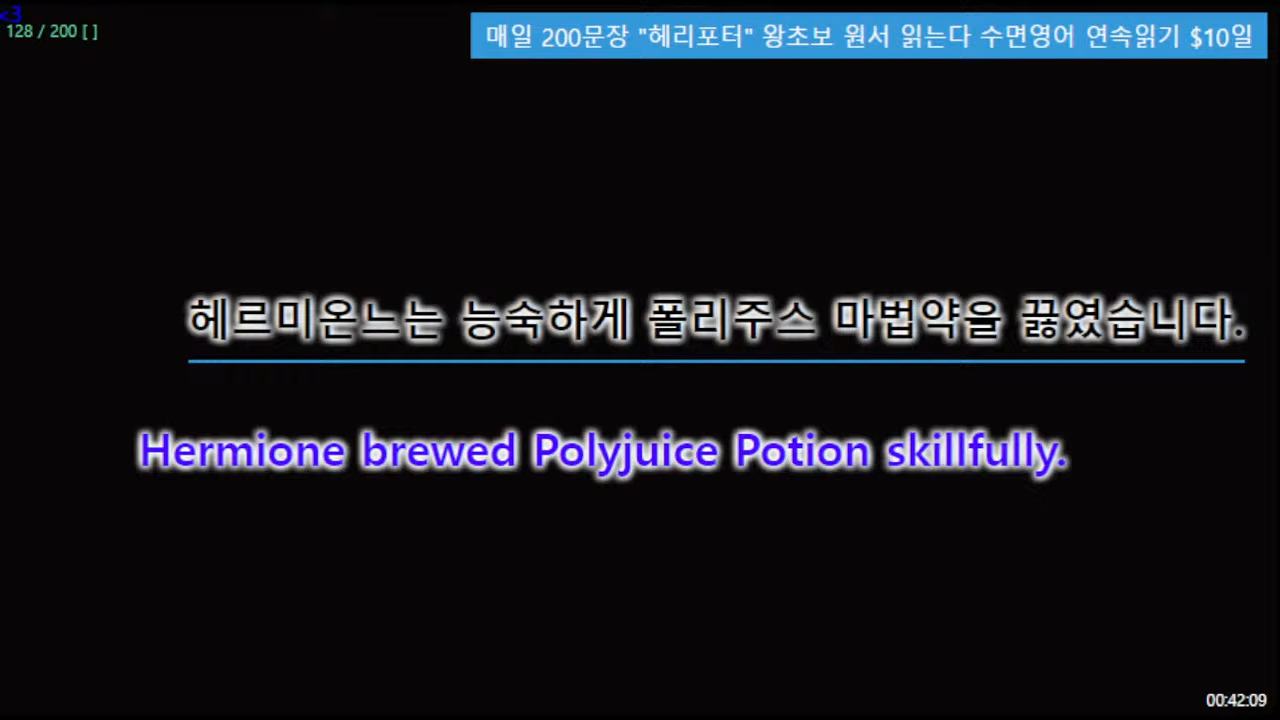 <3
128 / 200 [ ]
매일 200문장 "헤리포터" 왕초보 원서 읽는다 수면영어 연속읽기 $10일
헤르미온느는 능숙하게 폴리주스 마법약을 끓였습니다.
Hermione brewed Polyjuice Potion skillfully.
00:42:09